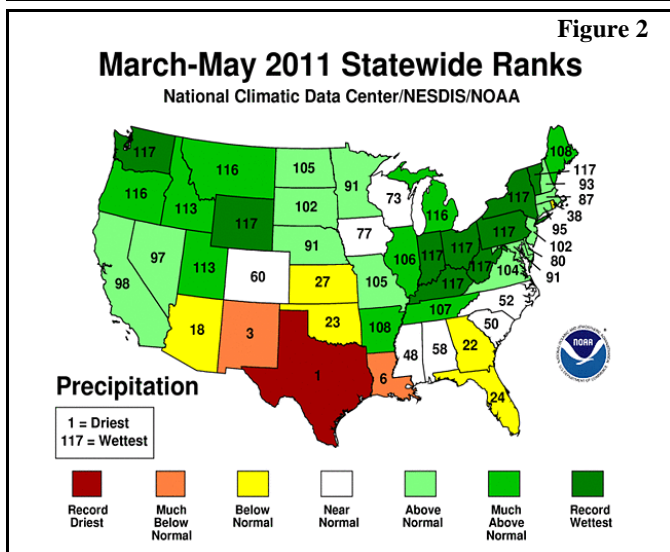 Figure 2
March-May 2011 Statewide Ranks
National Climatic Data Center/NESDIS/NOAA
117
116
105
91
108
117
93
87
38
95
102
80
91
116
113
117
102
73
116
117
117
98
97
113
60
91
77
106
117
117
117
104
27
105
117
107
52
50
18
3
23
108
48
58
22
1
6
24
NOAA
Precipitation
1 = Driest
117 = Wettest
Record
Driest
Much
Below
Normal
Below
Normal
Near
Normal
Above
Normal
Much
Above
Normal
Record
Wettest